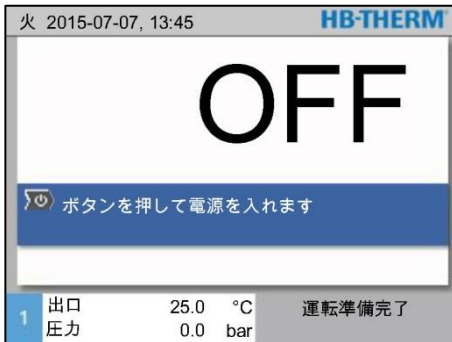 火 2015-07-07, 13:45 HB-THERM
OFF
ボタンを押して電源を入れます
1 出口 25.0 °C 運転準備完了
圧力 0.0 bar